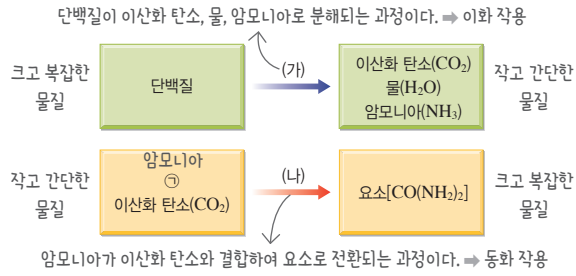 단백질이 이산화 탄소, 물, 암모니아로 분해되는 과정이다. ➡ 이화 작용
크고 복잡한
물질
단백질
(가)
이산화 탄소(CO₂)
물(H₂O)
암모니아(NH₃)
작고 간단한
물질
작고 간단한
물질
암모니아
㉠
이산화 탄소(CO₂)
(나)
요소[CO(NH₂)₂]
크고 복잡한
물질
암모니아가 이산화 탄소와 결합하여 요소로 전환되는 과정이다. ➡ 동화 작용